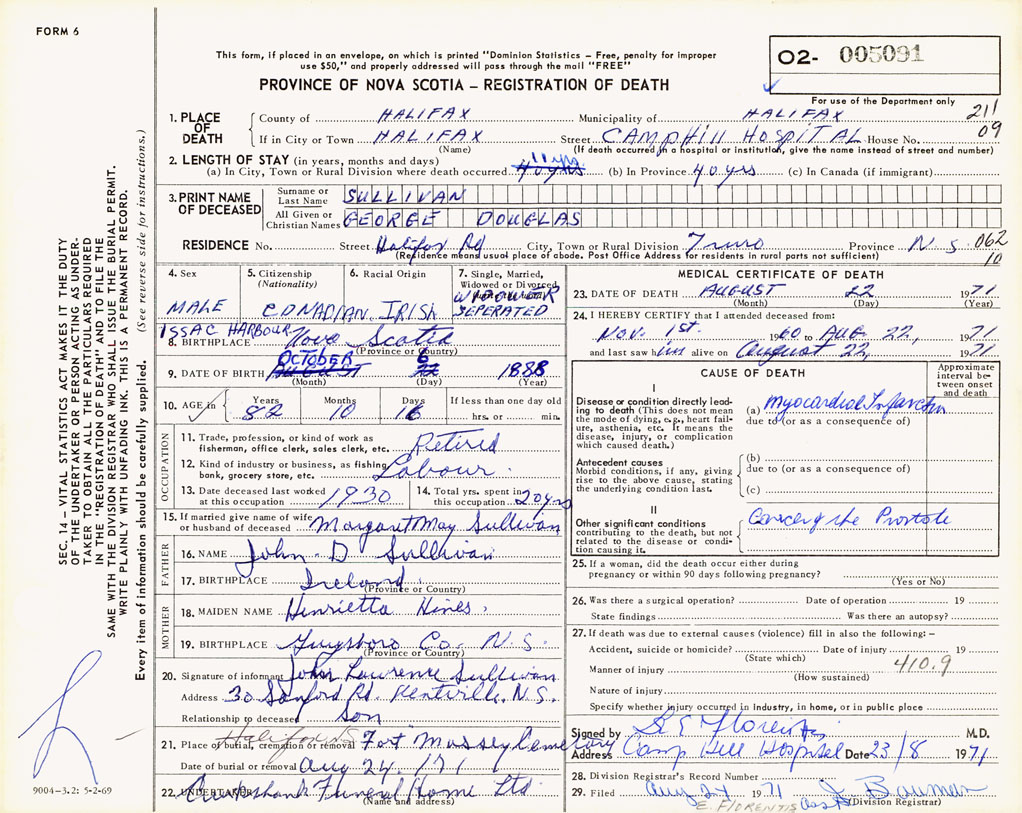 FORM 6
This form, if placed in an envelope, on which is printed "Dominion Statistics – Free, penalty for improper
use $50," and properly addressed will pass through the mail "FREE"
PROVINCE OF NOVA SCOTIA – REGISTRATION OF DEATH
02- 005091
For use of the Department only
211
09
1. PLACE OF DEATH
County of HALIFAX Municipality of HALIFAX
If in City or Town HALIFAX Street CAMPHILL HOSPITAL House No.
(Name) (If death occurred in a hospital or institution, give the name instead of street and number)
2. LENGTH OF STAY (in years, months and days)
(a) In City, Town or Rural Division where death occurred 11 yrs 40 yrs (b) In Province 40 yrs (c) In Canada (if immigrant)
3. PRINT NAME OF DECEASED
Surname or Last Name SULLIVAN
All Given or Christian Names GEORGE DOUGLAS
RESIDENCE No. Street Halifax Rd City, Town or Rural Division Truro Province N S 062
10
(Residence means usual place of abode. Post Office Address for residents in rural parts not sufficient)
4. Sex
MALE
5. Citizenship
(Nationality)
CANADIAN
6. Racial Origin
IRISH
7. Single, Married,
Widowed or Divorced
WIDOWER
SEPERATED
ISSAC HARBOUR
8. BIRTHPLACE Nova Scotia
(Province or Country)
OCTOBER 6
9. DATE OF BIRTH AUGUST 22 1888
(Month) (Day) (Year)
10. AGE in Years 82 Months 10 Days 16 If less than one day old
hrs. or min.
OCCUPATION
11. Trade, profession, or kind of work as
fisherman, office clerk, sales clerk, etc. Retired
12. Kind of industry or business, as fishing,
bank, grocery store, etc. Labour
13. Date deceased last worked
at this occupation 1930
14. Total yrs. spent in
this occupation 20 yrs
15. If married give name of wife
or husband of deceased Margaret May Sullivan
FATHER
16. NAME John D Sullivan
17. BIRTHPLACE Ireland
(Province or Country)
MOTHER
18. MAIDEN NAME Henrietta Hines
19. BIRTHPLACE Guysboro Co. N.S.
(Province or Country)
20. Signature of informant John Lawrence Sullivan
Address 30 Sanford Rd. Kentville, N.S.
Relationship to deceased Son
Halifax NS
21. Place of burial, cremation or removal Fort Massey Cemetary
Date of burial or removal Aug 24, 1971
22. UNDERTAKER Cruikshank Funeral Home Ltd
(Name and address)
MEDICAL CERTIFICATE OF DEATH
23. DATE OF DEATH AUGUST 22 1971
(Month) (Day) (Year)
24. I HEREBY CERTIFY that I attended deceased from:
Nov. 1st. 1960 to AUG. 22, 1971
and last saw him alive on August 22, 1971
CAUSE OF DEATH
Approximate
interval be-
tween onset
and death
I
Disease or condition directly lead-
ing to death (This does not mean
the mode of dying, e.g., heart fail-
ure, asthenia, etc. It means the
disease, injury, or complication
which caused death.)
(a) Myocardial Infarction
due to (or as a consequence of)
Antecedent causes
Morbid conditions, if any, giving
rise to the above cause, stating
the underlying condition last.
(b)
due to (or as a consequence of)
(c)
II
Other significant conditions
contributing to the death, but not
related to the disease or condi-
tion causing it.
Cancer of the Prostate
25. If a woman, did the death occur either during
pregnancy or within 90 days following pregnancy?
(Yes or No)
26. Was there a surgical operation? Date of operation 19
State findings Was there an autopsy?
27. If death was due to external causes (violence) fill in also the following: –
Accident, suicide or homicide? Date of injury 19
(State which)
410.9
Manner of injury
(How sustained)
Nature of injury
Specify whether injury occurred in industry, in home, or in public place
Signed by M.D.
Address Camp Hill Hospital Date 23/8 1971
28. Division Registrar's Record Number
29. Filed Aug 24 1971 J Bauman
E. FLORENTIS (Division Registrar)
SEC. 14 – VITAL STATISTICS ACT MAKES IT THE DUTY
OF THE UNDERTAKER OR PERSON ACTING AS UNDER-
TAKER TO OBTAIN ALL THE PARTICULARS REQUIRED
IN THE "REGISTRATION OF DEATH" AND TO FILE THE
SAME WITH THE DIVISION REGISTRAR WHO SHALL ISSUE THE BURIAL PERMIT.
WRITE PLAINLY WITH UNFADING INK. THIS IS A PERMANENT RECORD.
Every item of information should be carefully supplied. (See reverse side for instructions.)
9004-3.2: 5-2-69